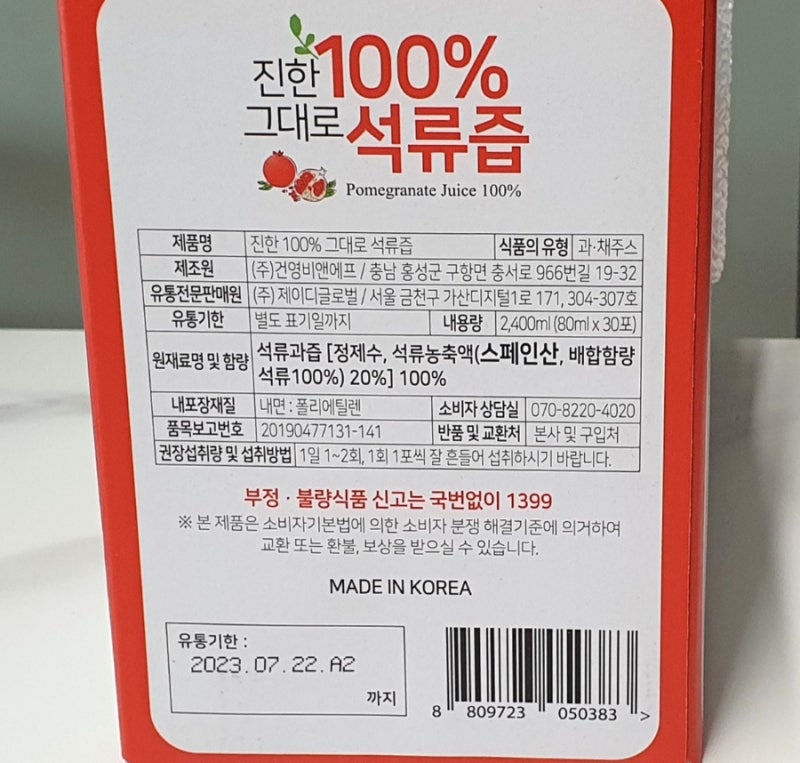 진한 100%
그대로 석류즙
Pomegranate Juice 100%
제품명 진한 100% 그대로 석류즙 식품의 유형 과·채주스
제조원 (주)건영비앤에프 / 충남 홍성군 구항면 충서로 966번길 19-32
유통전문판매원 (주) 제이디글로벌 / 서울 금천구 가산디지털1로 171, 304-307호
유통기한 별도 표기일까지 내용량 2,400ml (80ml x 30포)
원재료명 및 함량 석류과즙 [정제수, 석류농축액(스페인산, 배합함량
석류100%) 20%] 100%
내포장재질 내면 : 폴리에틸렌 소비자 상담실 070-8220-4020
품목보고번호 20190477131-141 반품 및 교환처 본사 및 구입처
권장섭취량 및 섭취방법 1일 1~2회, 1회 1포씩 잘 흔들어 섭취하시기 바랍니다.
부정 · 불량식품 신고는 국번없이 1399
※ 본 제품은 소비자기본법에 의한 소비자 분쟁 해결기준에 의거하여
교환 또는 환불, 보상을 받으실 수 있습니다.
MADE IN KOREA
유통기한 :
2023.07.22.A2
까지
8 809723 050383 >